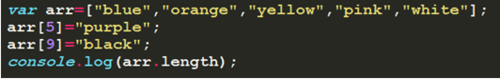 var arr=["blue","orange","yellow","pink","white"];
arr[5]="purple";
arr[9]="black";
console.log(arr.length);